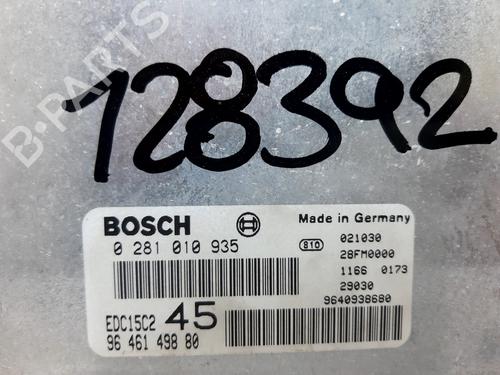 128392
B-PARTS
BOSCH
Made in Germany
0 281 010 935
810
021030
28FM0000
1166 0173
29030
9640938680
EDC15C2 45
96 461 498 80